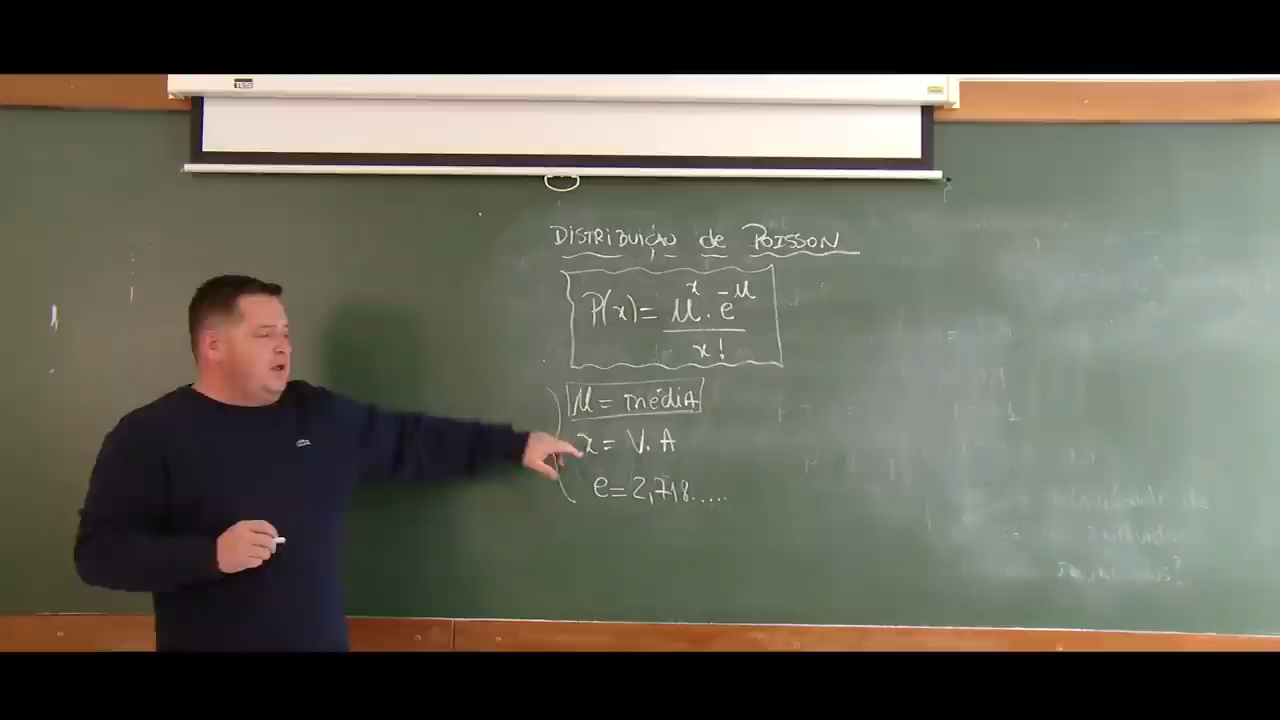 DISTRIBUIÇÃO de POISSON
P(x) = μ^x . e^-μ / x!
μ = média
x = V. A
e = 2,718.....